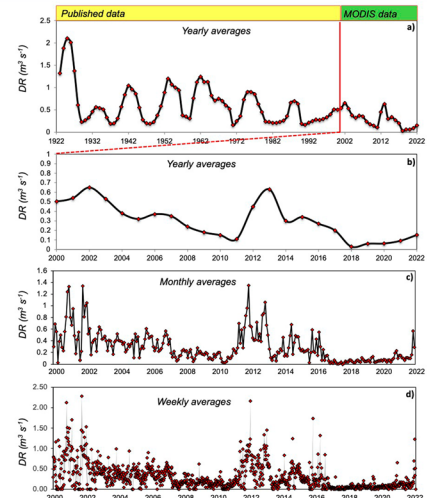 Published data MODIS data
Yearly averages a)
DR (m³ s⁻¹)
2.5
2
1.5
1
0.5
0
1922 1932 1942 1952 1962 1972 1982 1992 2002 2012 2022
Yearly averages b)
DR (m³ s⁻¹)
1
0.9
0.8
0.7
0.6
0.5
0.4
0.3
0.2
0.1
0
2000 2002 2004 2006 2008 2010 2012 2014 2016 2018 2020 2022
Monthly averages c)
DR (m³ s⁻¹)
1.6
1.4
1.2
1
0.8
0.6
0.4
0.2
0
2000 2002 2004 2006 2008 2010 2012 2014 2016 2018 2020 2022
Weekly averages d)
DR (m³ s⁻¹)
2.50
2.00
1.50
1.00
0.50
0.00
2000 2002 2004 2006 2008 2010 2012 2014 2016 2018 2020 2022